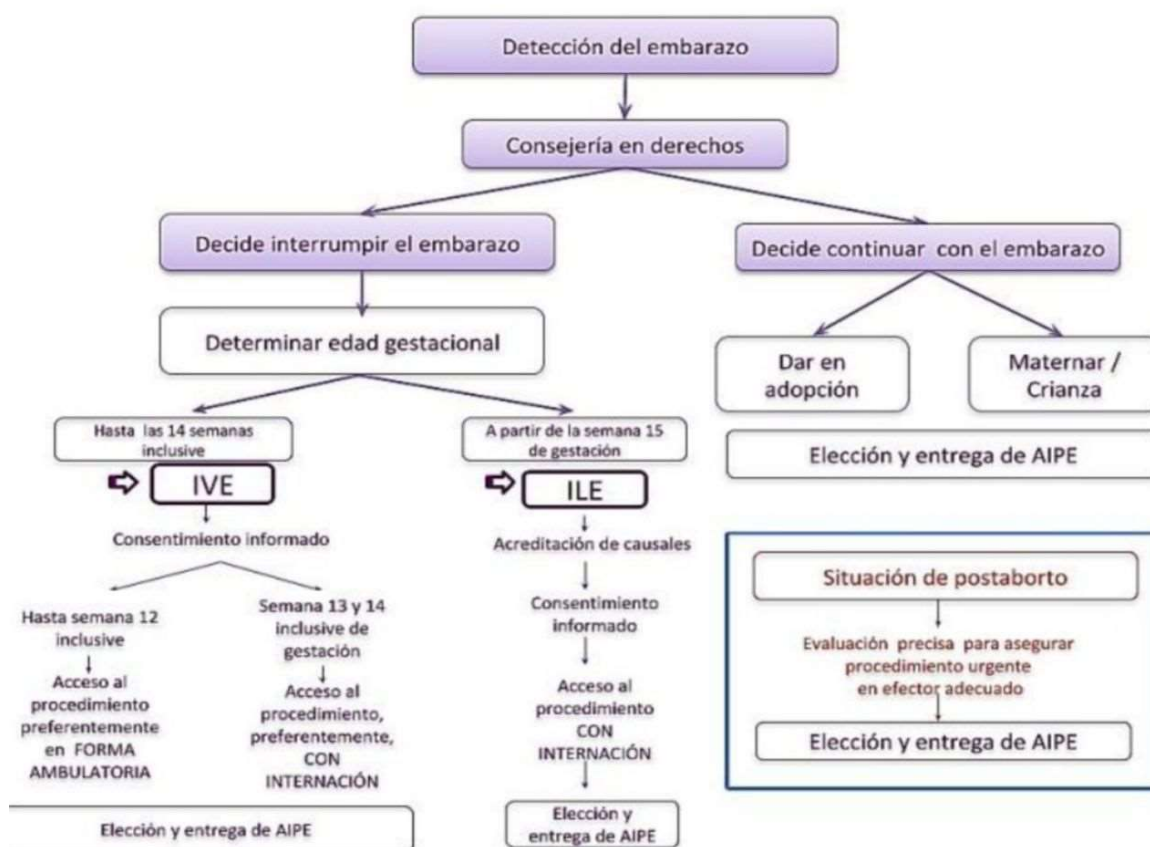 Detección del embarazo
Consejería en derechos
Decide interrumpir el embarazo
Decide continuar con el embarazo
Determinar edad gestacional
Dar en
adopción
Maternar /
Crianza
Hasta las 14 semanas
inclusive
A partir de la semana 15
de gestación
Elección y entrega de AIPE
IVE
ILE
Consentimiento informado
Acreditación de causales
Hasta semana 12
inclusive
Semana 13 y 14
inclusive de
gestación
Consentimiento
informado
Acceso al
procedimiento
preferentemente
en FORMA
AMBULATORIA
Acceso al
procedimiento,
preferentemente,
CON
INTERNACIÓN
Acceso al
procedimiento
CON
INTERNACIÓN
Elección y entrega de AIPE
Elección y
entrega de AIPE
Situación de postaborto
Evaluación precisa para asegurar
procedimiento urgente
en efector adecuado
Elección y entrega de AIPE